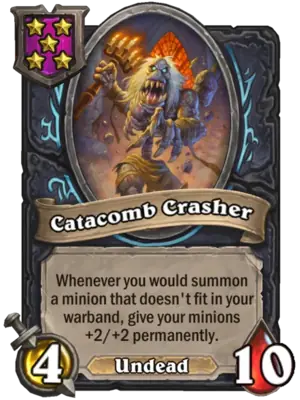 Catacomb Crasher
Whenever you would summon
a minion that doesn't fit in your
warband, give your minions
+2/+2 permanently.
4
Undead
10